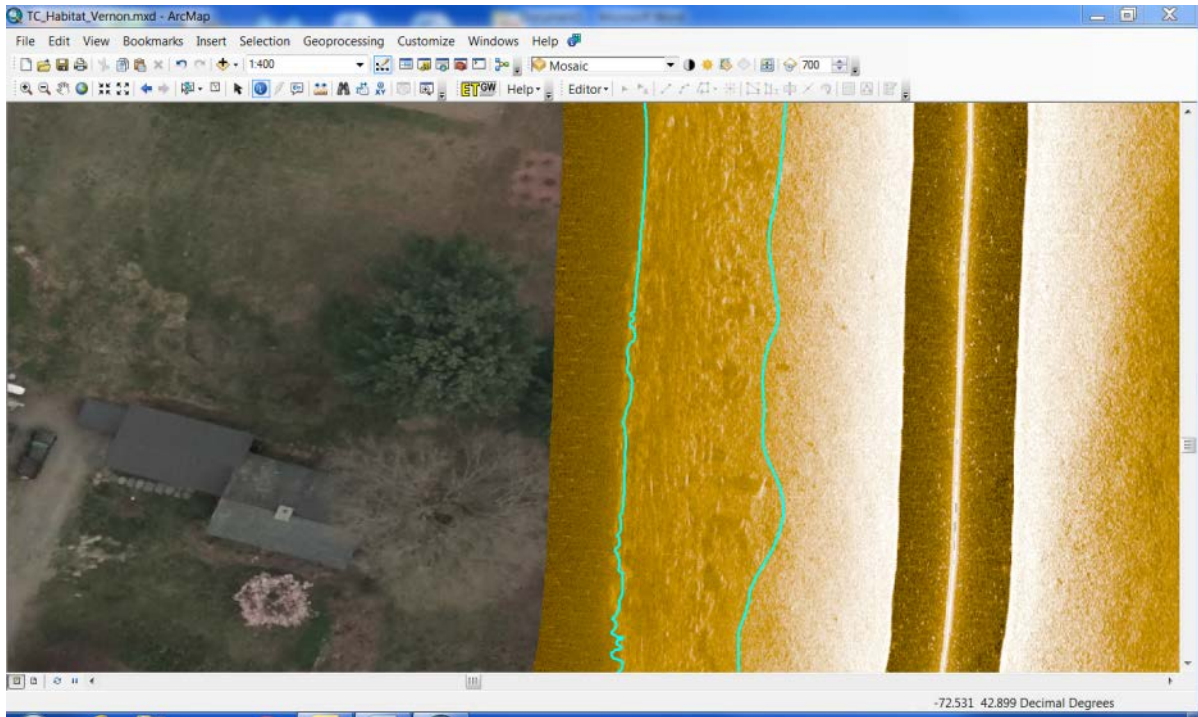 TC_Habitat_Vernon.mxd - ArcMap
File Edit View Bookmarks Insert Selection Geoprocessing Customize Windows Help
1:400 Mosaic 700
ETGW Help Editor
-72.531 42.899 Decimal Degrees